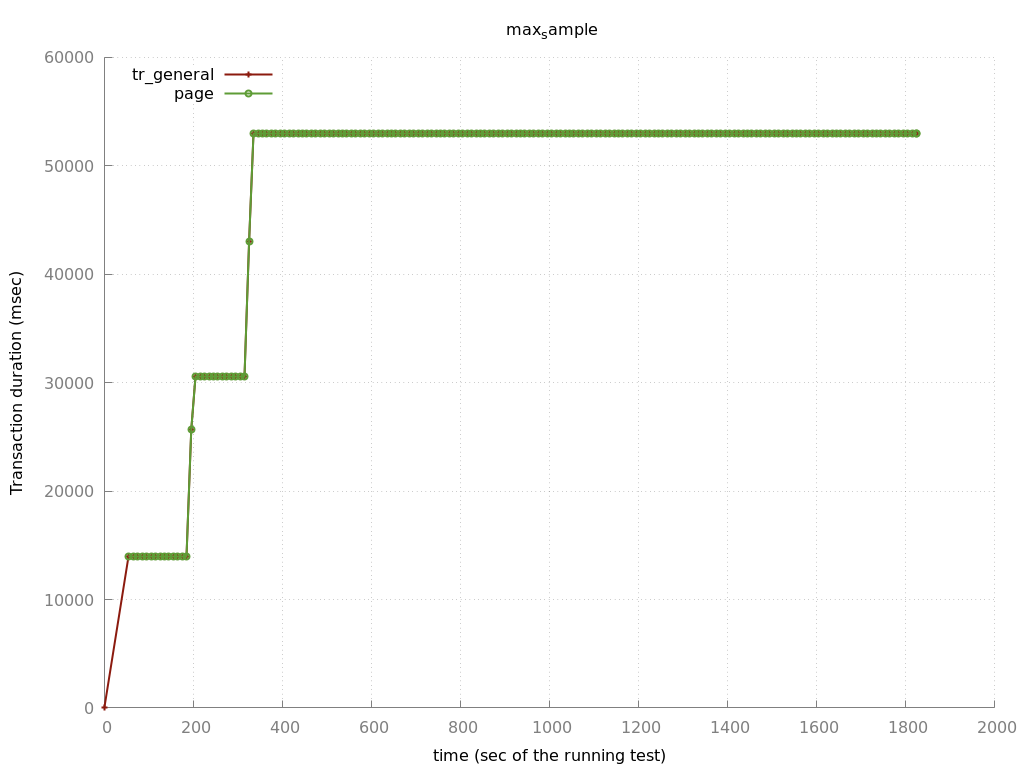 maxsample
60000
50000
40000
30000
20000
10000
0
tr_general
page
Transaction duration (msec)
0 200 400 600 800 1000 1200 1400 1600 1800 2000
time (sec of the running test)